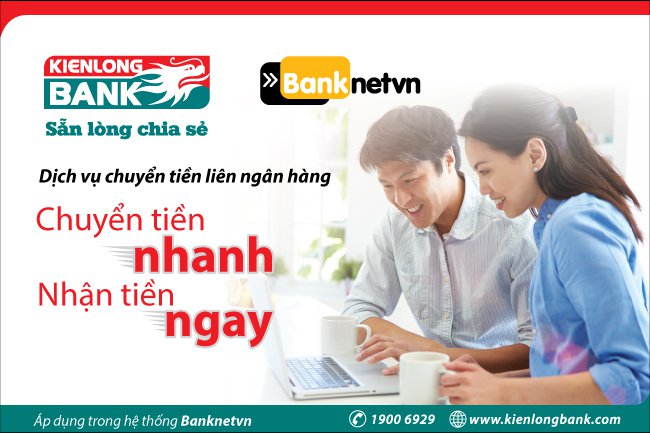 KIENLONG
BANK
Sẵn lòng chia sẻ
Banknetvn
Dịch vụ chuyển tiền liên ngân hàng
Chuyển tiền
nhanh
Nhận tiền
ngay
Áp dụng trong hệ thống Banknetvn
1900 6929
www.kienlongbank.com